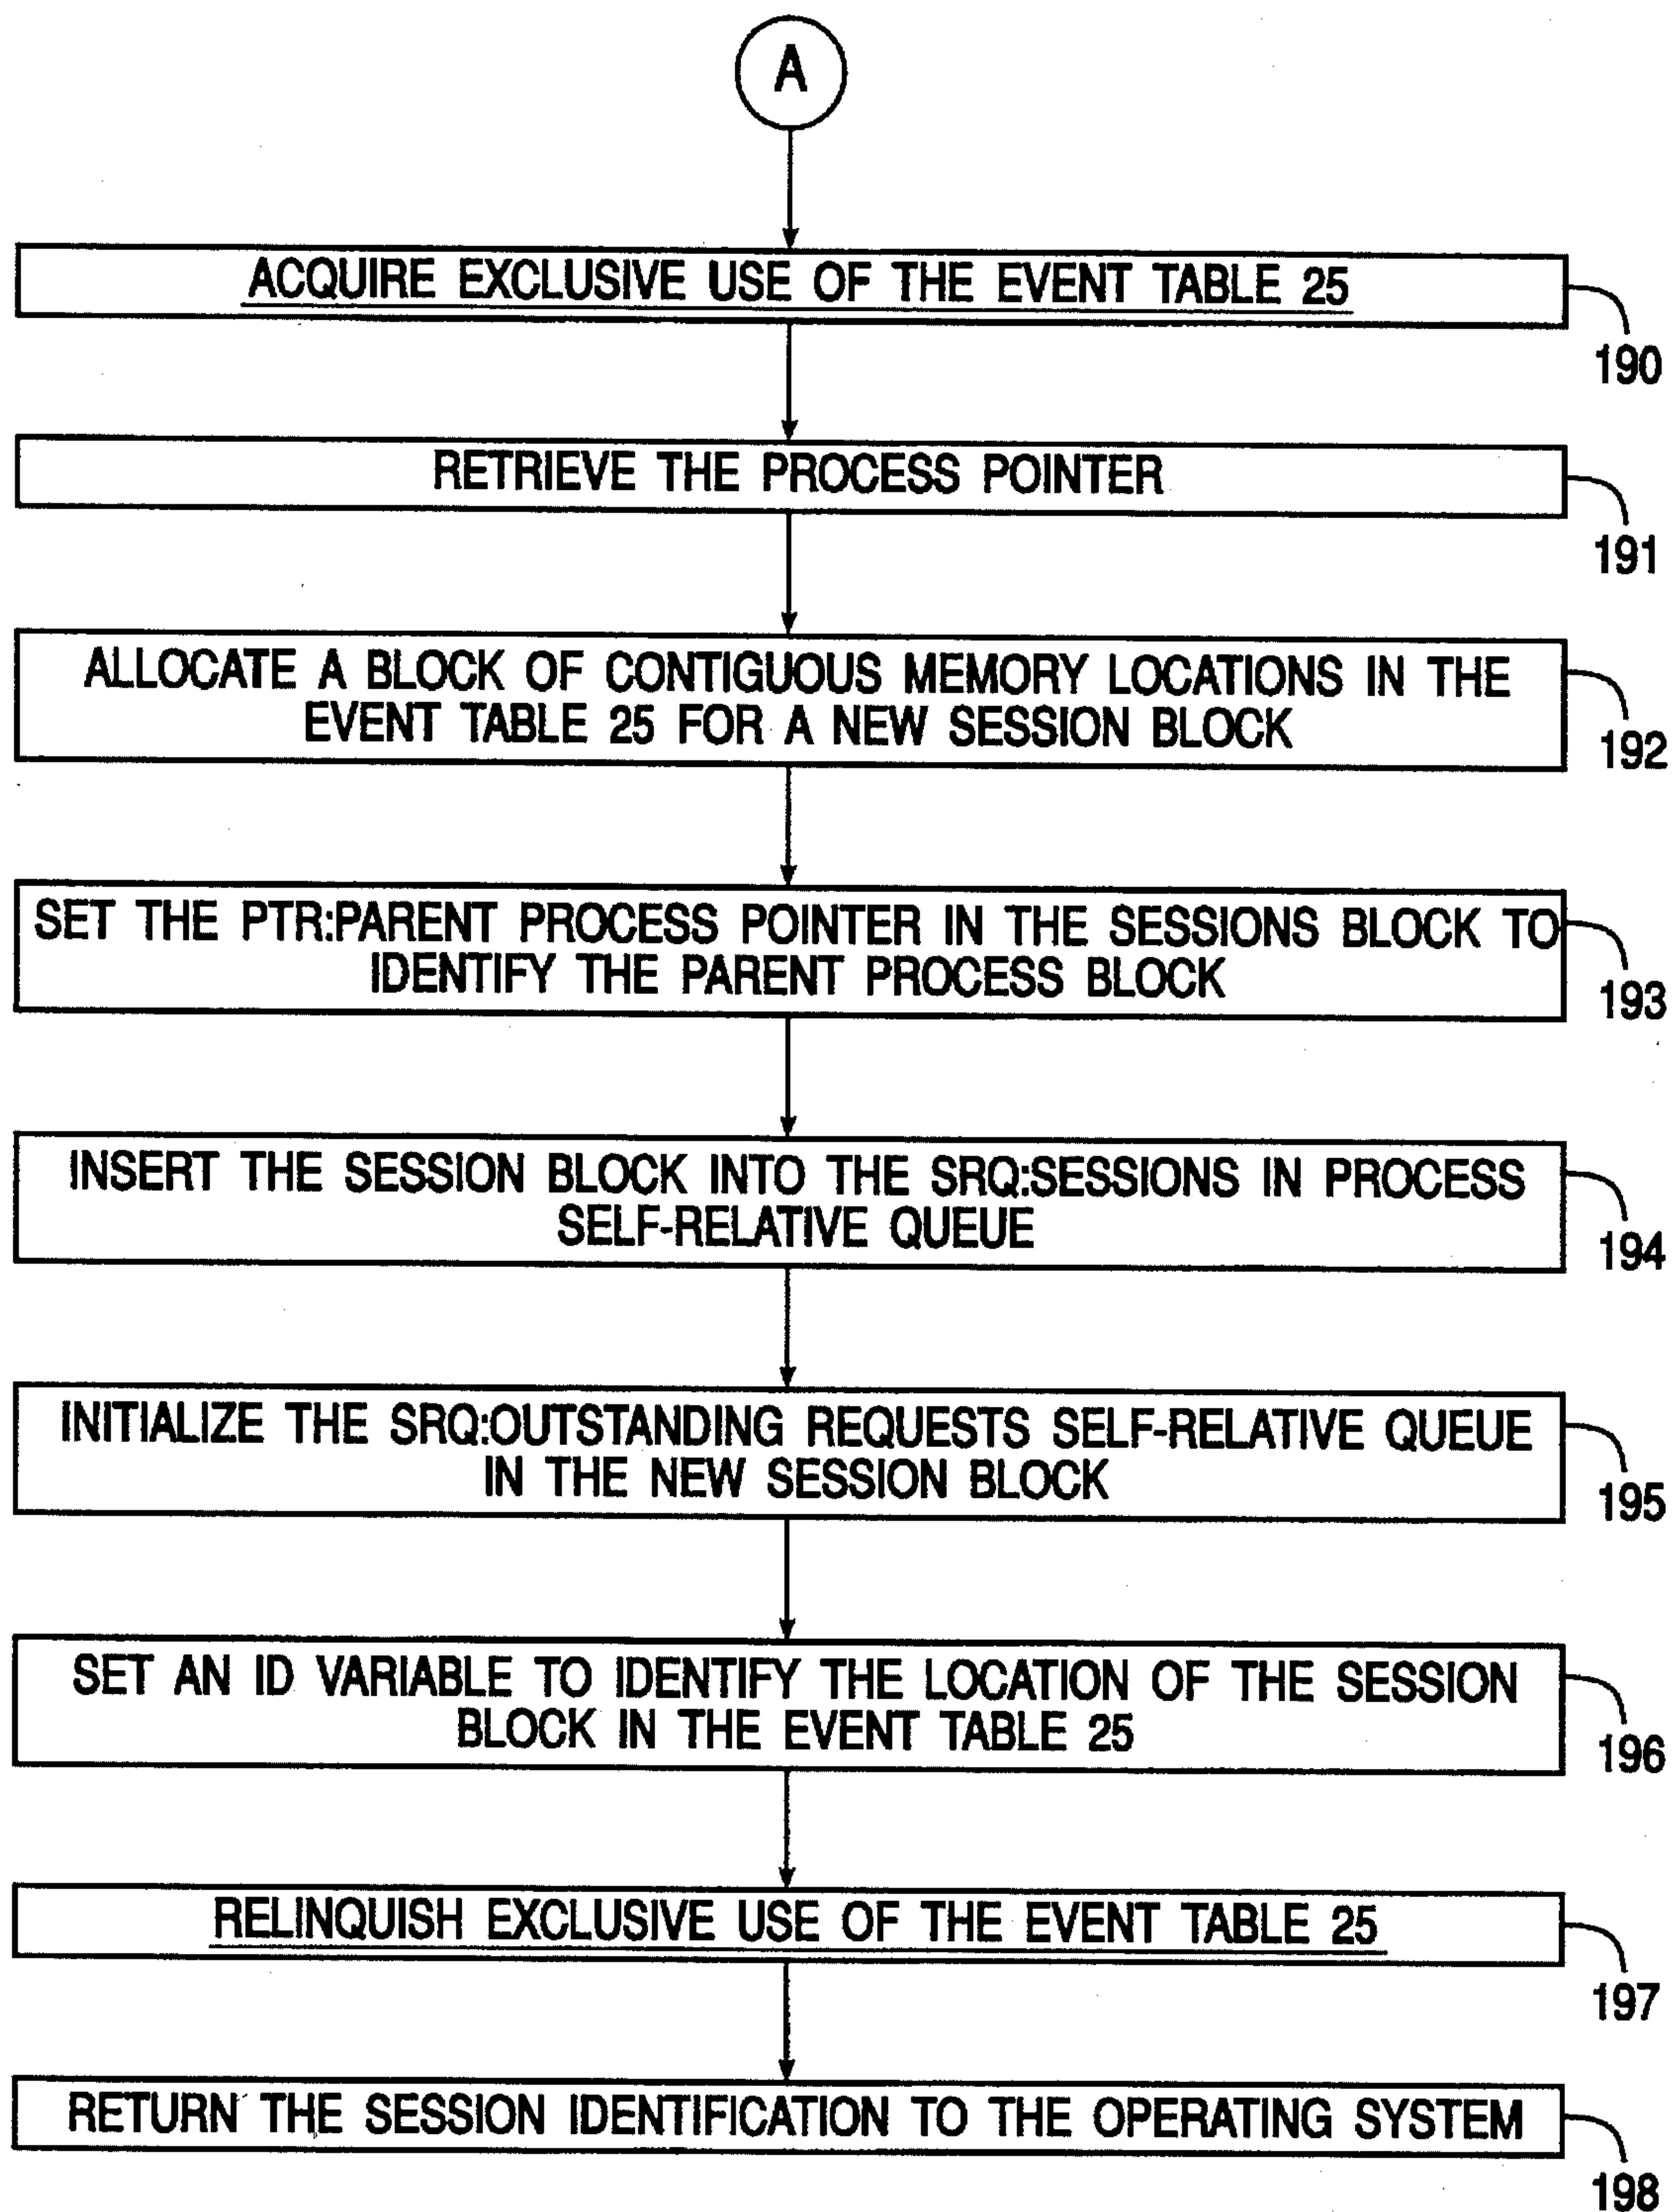 A
ACQUIRE EXCLUSIVE USE OF THE EVENT TABLE 25
190
RETRIEVE THE PROCESS POINTER
191
ALLOCATE A BLOCK OF CONTIGUOUS MEMORY LOCATIONS IN THE
EVENT TABLE 25 FOR A NEW SESSION BLOCK
192
SET THE PTR:PARENT PROCESS POINTER IN THE SESSIONS BLOCK TO
IDENTIFY THE PARENT PROCESS BLOCK
193
INSERT THE SESSION BLOCK INTO THE SRQ:SESSIONS IN PROCESS
SELF-RELATIVE QUEUE
194
INITIALIZE THE SRQ:OUTSTANDING REQUESTS SELF-RELATIVE QUEUE
IN THE NEW SESSION BLOCK
195
SET AN ID VARIABLE TO IDENTIFY THE LOCATION OF THE SESSION
BLOCK IN THE EVENT TABLE 25
196
RELINQUISH EXCLUSIVE USE OF THE EVENT TABLE 25
197
RETURN THE SESSION IDENTIFICATION TO THE OPERATING SYSTEM
198